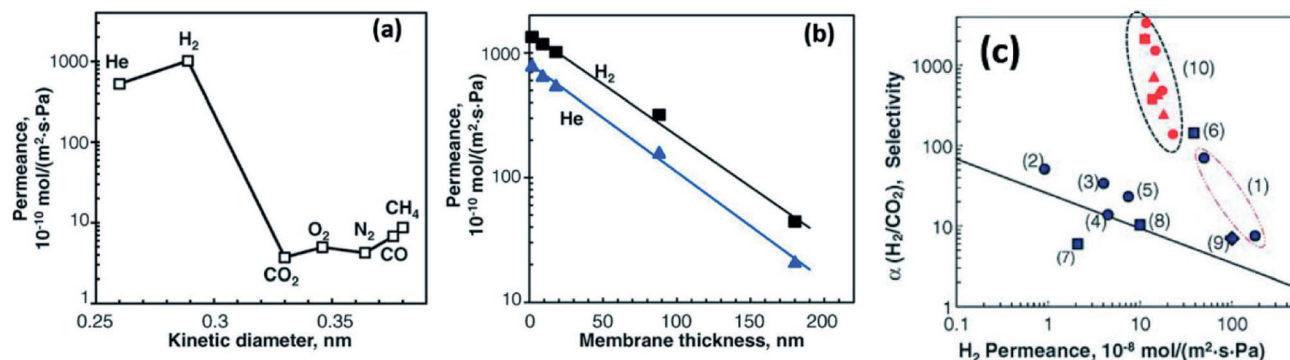 (a)
Permeance,
10⁻¹⁰ mol/(m²·s·Pa)
1000
100
10
1
He
H₂
CO₂
O₂
N₂
CO
CH₄
0.25
0.3
0.35
Kinetic diameter, nm
(b)
Permeance,
10⁻¹⁰ mol/(m²·s·Pa)
1000
100
10
H₂
He
0
50
100
150
200
Membrane thickness, nm
(c)
α (H₂/CO₂), Selectivity
1000
100
10
1
(10)
(6)
(2)
(3)
(5)
(1)
(4)
(8)
(7)
(9)
0.1
1
10
100
H₂ Permeance, 10⁻⁸ mol/(m²·s·Pa)